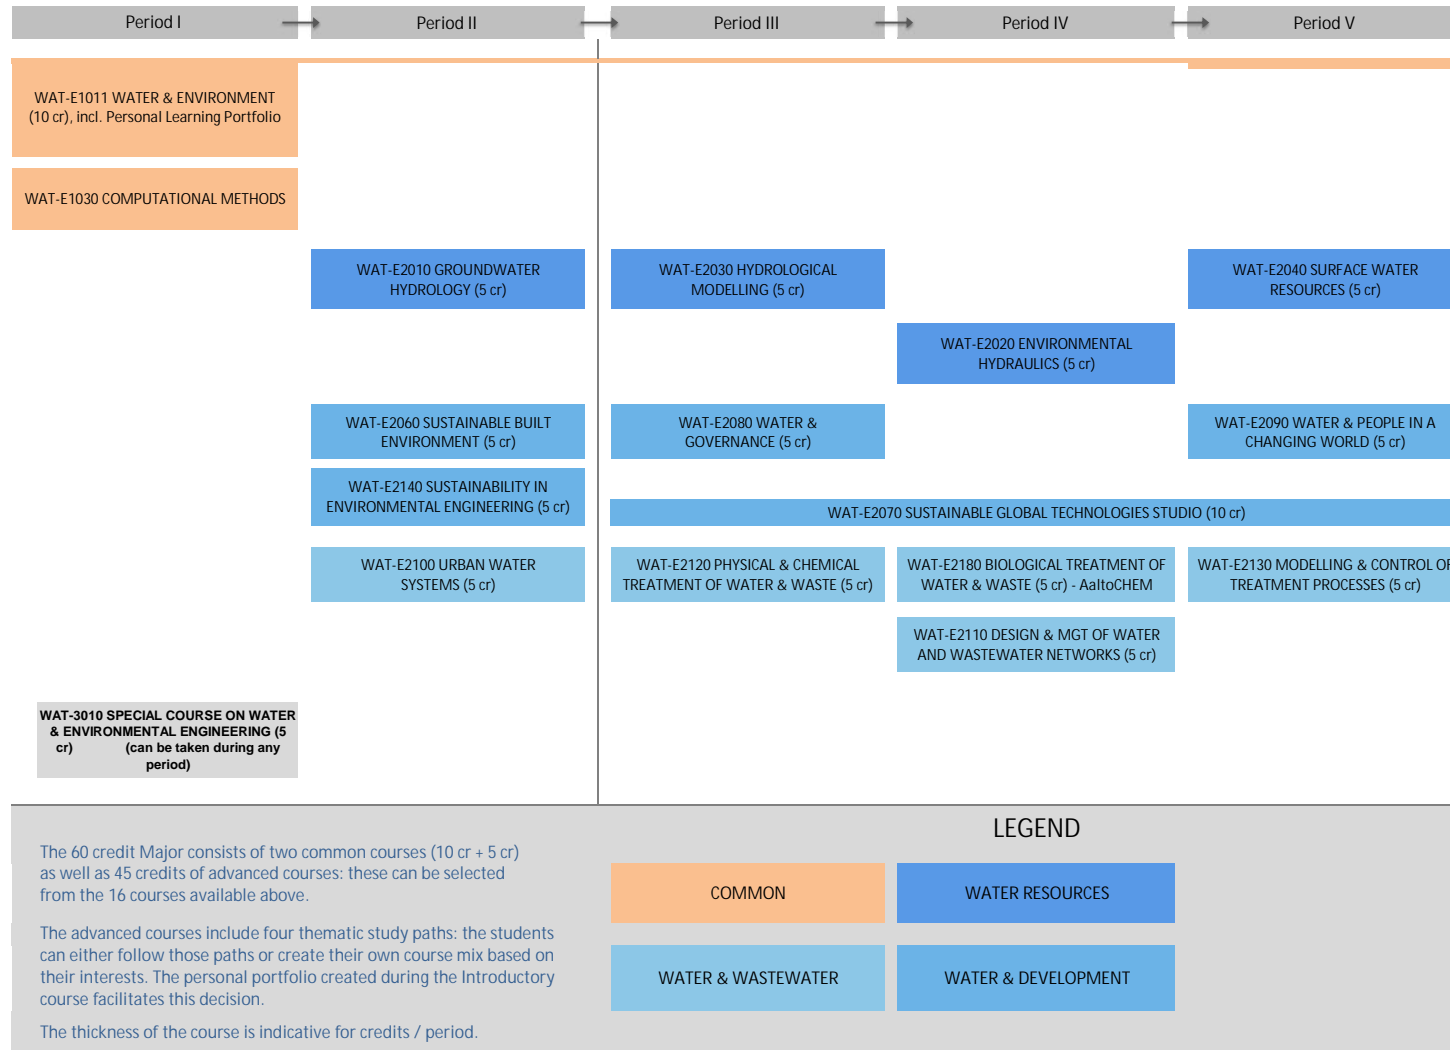 Period I
Period II
Period III
Period IV
Period V
WAT-E1011 WATER & ENVIRONMENT
(10 cr), incl. Personal Learning Portfolio
WAT-E1030 COMPUTATIONAL METHODS
WAT-E2010 GROUNDWATER
HYDROLOGY (5 cr)
WAT-E2030 HYDROLOGICAL
MODELLING (5 cr)
WAT-E2040 SURFACE WATER
RESOURCES (5 cr)
WAT-E2020 ENVIRONMENTAL
HYDRAULICS (5 cr)
WAT-E2060 SUSTAINABLE BUILT
ENVIRONMENT (5 cr)
WAT-E2080 WATER &
GOVERNANCE (5 cr)
WAT-E2090 WATER & PEOPLE IN A
CHANGING WORLD (5 cr)
WAT-E2140 SUSTAINABILITY IN
ENVIRONMENTAL ENGINEERING (5 cr)
WAT-E2070 SUSTAINABLE GLOBAL TECHNOLOGIES STUDIO (10 cr)
WAT-E2100 URBAN WATER
SYSTEMS (5 cr)
WAT-E2120 PHYSICAL & CHEMICAL
TREATMENT OF WATER & WASTE (5 cr)
WAT-E2180 BIOLOGICAL TREATMENT OF
WATER & WASTE (5 cr) - AaltoCHEM
WAT-E2130 MODELLING & CONTROL OF
TREATMENT PROCESSES (5 cr)
WAT-E2110 DESIGN & MGT OF WATER
AND WASTEWATER NETWORKS (5 cr)
WAT-3010 SPECIAL COURSE ON WATER
& ENVIRONMENTAL ENGINEERING (5
cr) (can be taken during any
period)
The 60 credit Major consists of two common courses (10 cr + 5 cr)
as well as 45 credits of advanced courses: these can be selected
from the 16 courses available above.
The advanced courses include four thematic study paths: the students
can either follow those paths or create their own course mix based on
their interests. The personal portfolio created during the Introductory
course facilitates this decision.
The thickness of the course is indicative for credits / period.
LEGEND
COMMON
WATER RESOURCES
WATER & WASTEWATER
WATER & DEVELOPMENT